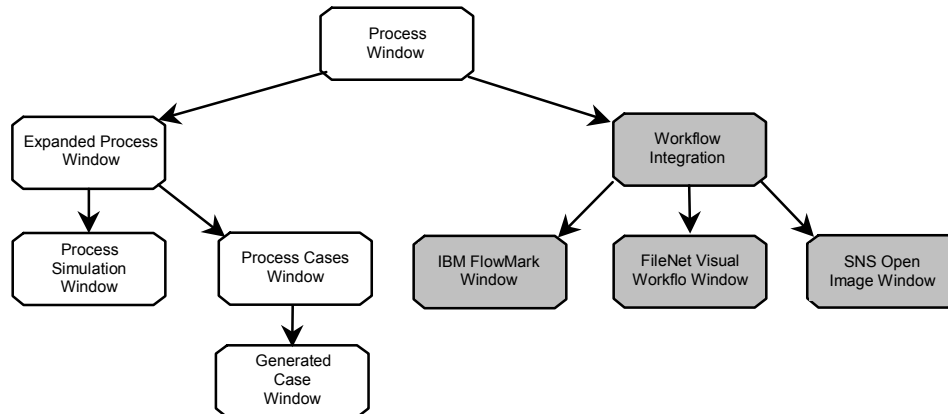 Process
Window
Expanded Process
Window
Workflow
Integration
Process
Simulation
Window
Process Cases
Window
IBM FlowMark
Window
FileNet Visual
Workflo Window
SNS Open
Image Window
Generated
Case
Window